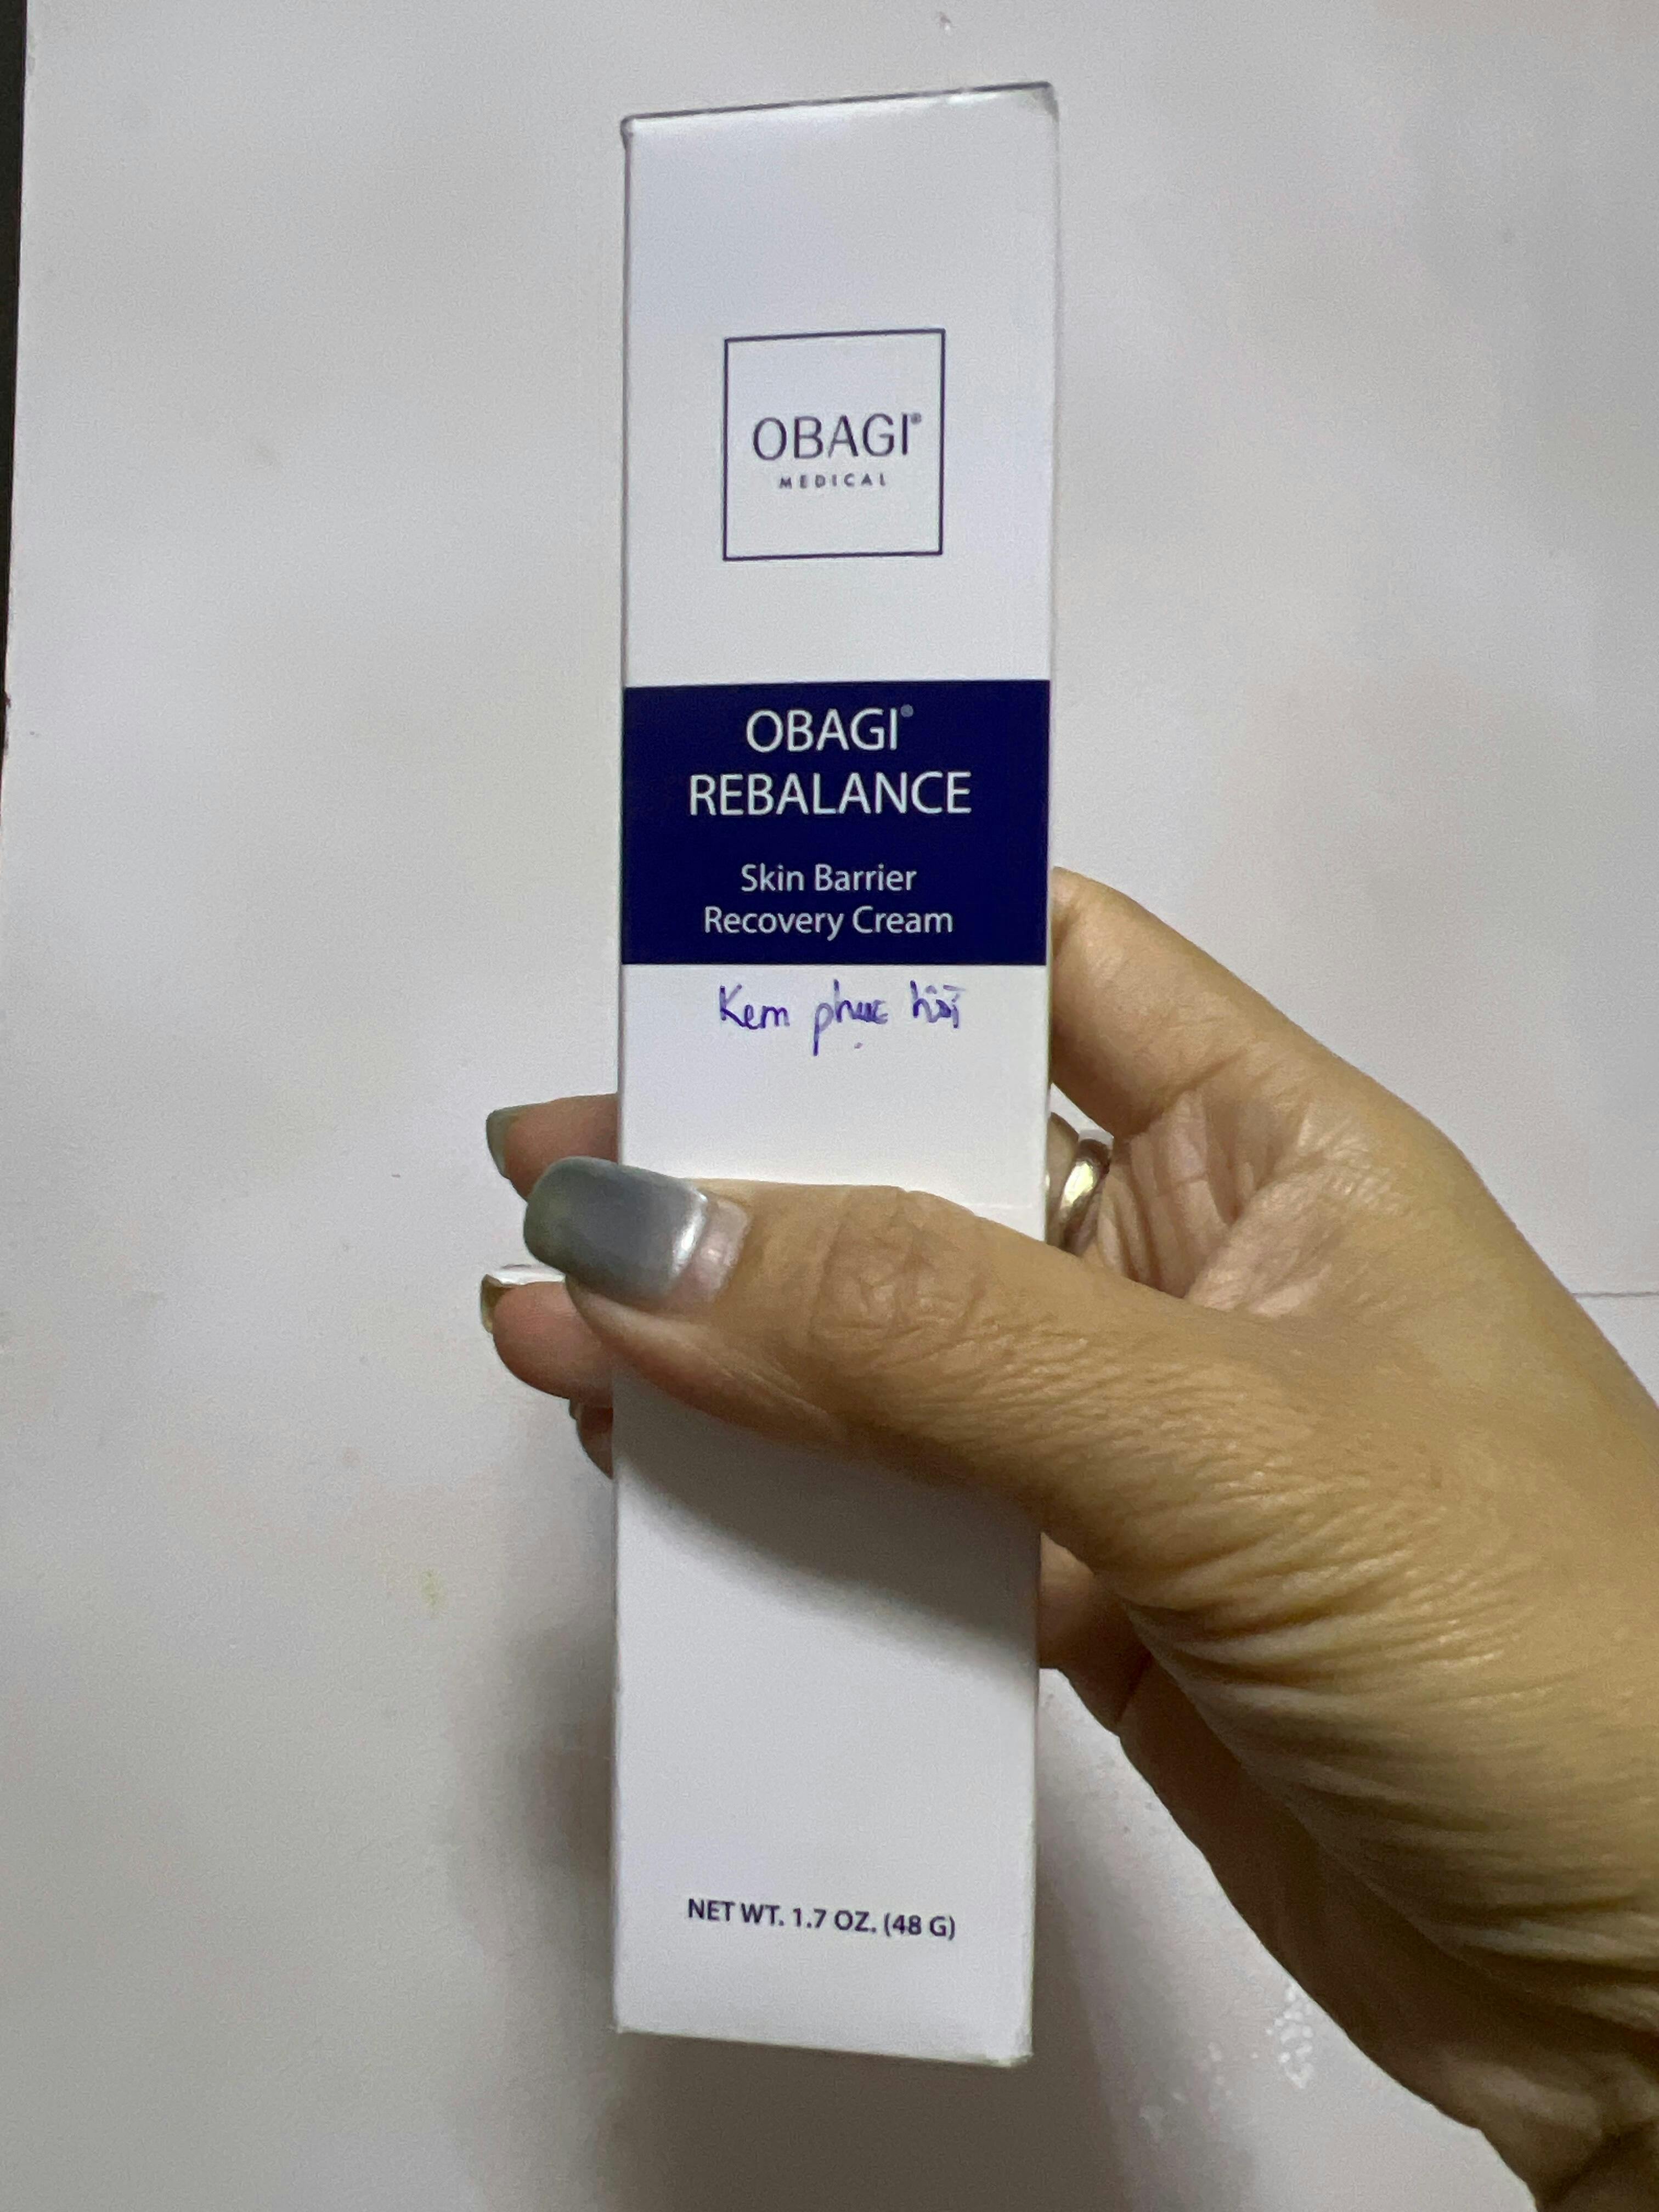 OBAGI®
MEDICAL
OBAGI®
REBALANCE
Skin Barrier
Recovery Cream
Kem phục hồi
NET WT. 1.7 OZ. (48 G)